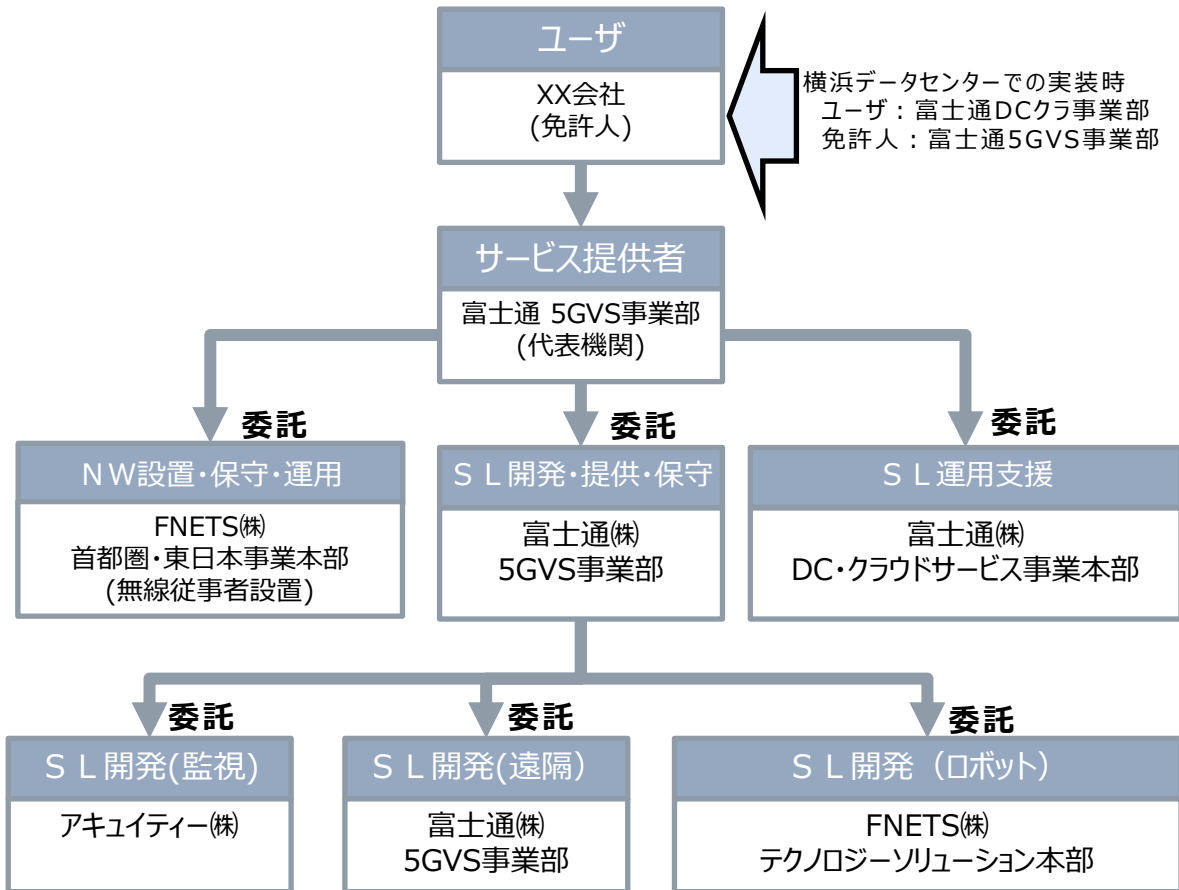 ユーザ
XX会社
(免許人)
横浜データセンターでの実装時
ユーザ：富士通DCクラ事業部
免許人：富士通5GVS事業部
サービス提供者
富士通 5GVS事業部
(代表機関)
委託
委託
委託
ＮＷ設置・保守・運用
FNETS㈱
首都圏・東日本事業本部
(無線従事者設置)
ＳＬ開発・提供・保守
富士通㈱
5GVS事業部
ＳＬ運用支援
富士通㈱
DC・クラウドサービス事業本部
委託
委託
委託
ＳＬ開発(監視)
アキュイティー㈱
ＳＬ開発(遠隔）
富士通㈱
5GVS事業部
ＳＬ開発（ロボット）
FNETS㈱
テクノロジーソリューション本部